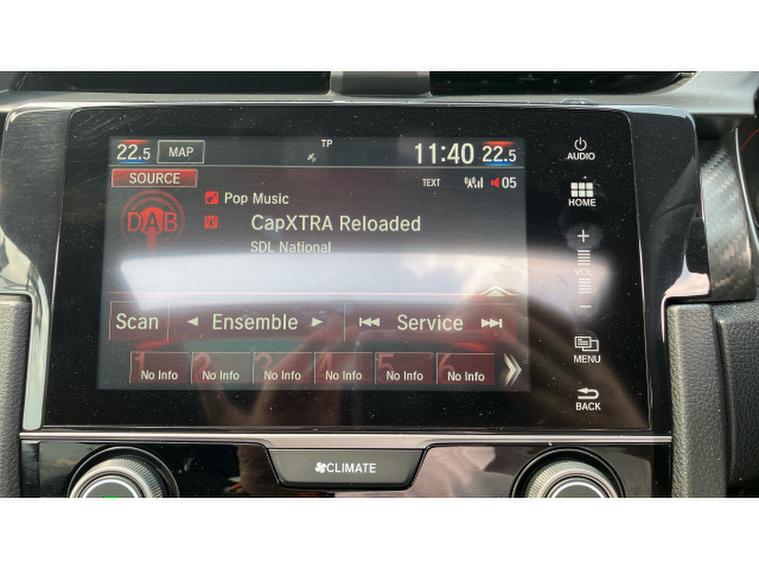 22.5 MAP TP 11:40 22.5
SOURCE TEXT 05
DAB
Pop Music
CapXTRA Reloaded
SDL National
Scan Ensemble Service
1 2 3 4 5 6
No Info No Info No Info No Info No Info No Info
AUDIO
HOME
+
VOL
-
MENU
BACK
CLIMATE